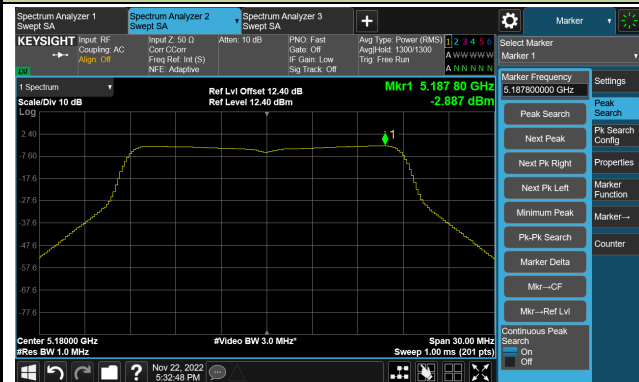 Spectrum Analyzer 1
Swept SA
Spectrum Analyzer 2
Swept SA
Spectrum Analyzer 3
Swept SA
Marker
KEYSIGHT
Input: RF
Coupling: AC
Align: Off
Input Z: 50 Ω
Corr CCorr
Freq Ref: Int (S)
NFE: Adaptive
Atten: 10 dB
PNO: Fast
Gate: Off
IF Gain: Low
Sig Track: Off
Avg Type: Power (RMS)
Avg|Hold: 1300/1300
Trig: Free Run
1 2 3 4 5 6
A W W W W W
A N N N N N
Select Marker
Marker 1
1 Spectrum
Scale/Div 10 dB
Log
Ref Lvl Offset 12.40 dB
Ref Level 12.40 dBm
Mkr1 5.187 80 GHz
-2.887 dBm
1
2.40
-7.60
-17.6
-27.6
-37.6
-47.6
-57.6
-67.6
-77.6
Center 5.18000 GHz
#Res BW 1.0 MHz
#Video BW 3.0 MHz*
Span 30.00 MHz
Sweep 1.00 ms (201 pts)
Marker Frequency
5.187800000 GHz
Peak Search
Next Peak
Next Pk Right
Next Pk Left
Minimum Peak
Pk-Pk Search
Marker Delta
Mkr→CF
Mkr→Ref Lvl
Continuous Peak
Search
On
Off
Settings
Peak
Search
Pk Search
Config
Properties
Marker
Function
Marker→
Counter
Nov 22, 2022
5:32:48 PM